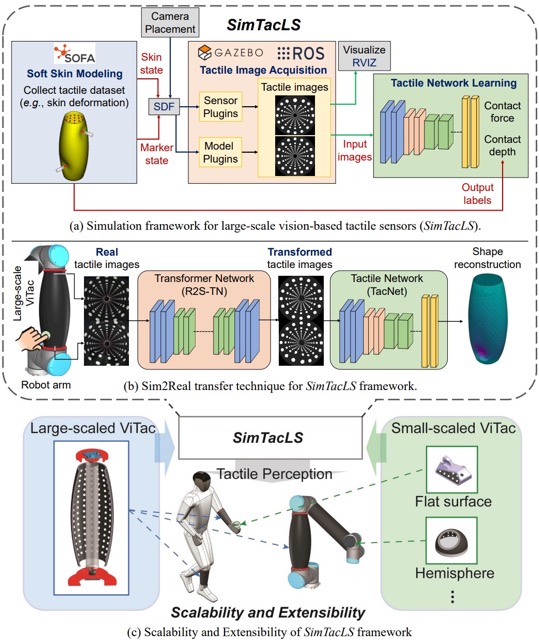 SimTacLS
Camera
Placement
SOFA
Soft Skin Modeling
Collect tactile dataset
(e.g., skin deformation)
Skin
state
Marker
state
SDF
GAZEBO
ROS
Tactile Image Acquisition
Sensor
Plugins
Model
Plugins
Tactile images
Visualize
RVIZ
Input
images
Tactile Network Learning
Contact
force
Contact
depth
Output
labels
(a) Simulation framework for large-scale vision-based tactile sensors (SimTacLS).
Large-scale
ViTac
Robot arm
Real
tactile images
Transformer Network
(R2S-TN)
Transformed
tactile images
Tactile Network
(TacNet)
Shape
reconstruction
(b) Sim2Real transfer technique for SimTacLS framework.
Large-scaled ViTac
SimTacLS
Tactile Perception
Small-scaled ViTac
Flat surface
Hemisphere
⋮
Scalability and Extensibility
(c) Scalability and Extensibility of SimTacLS framework